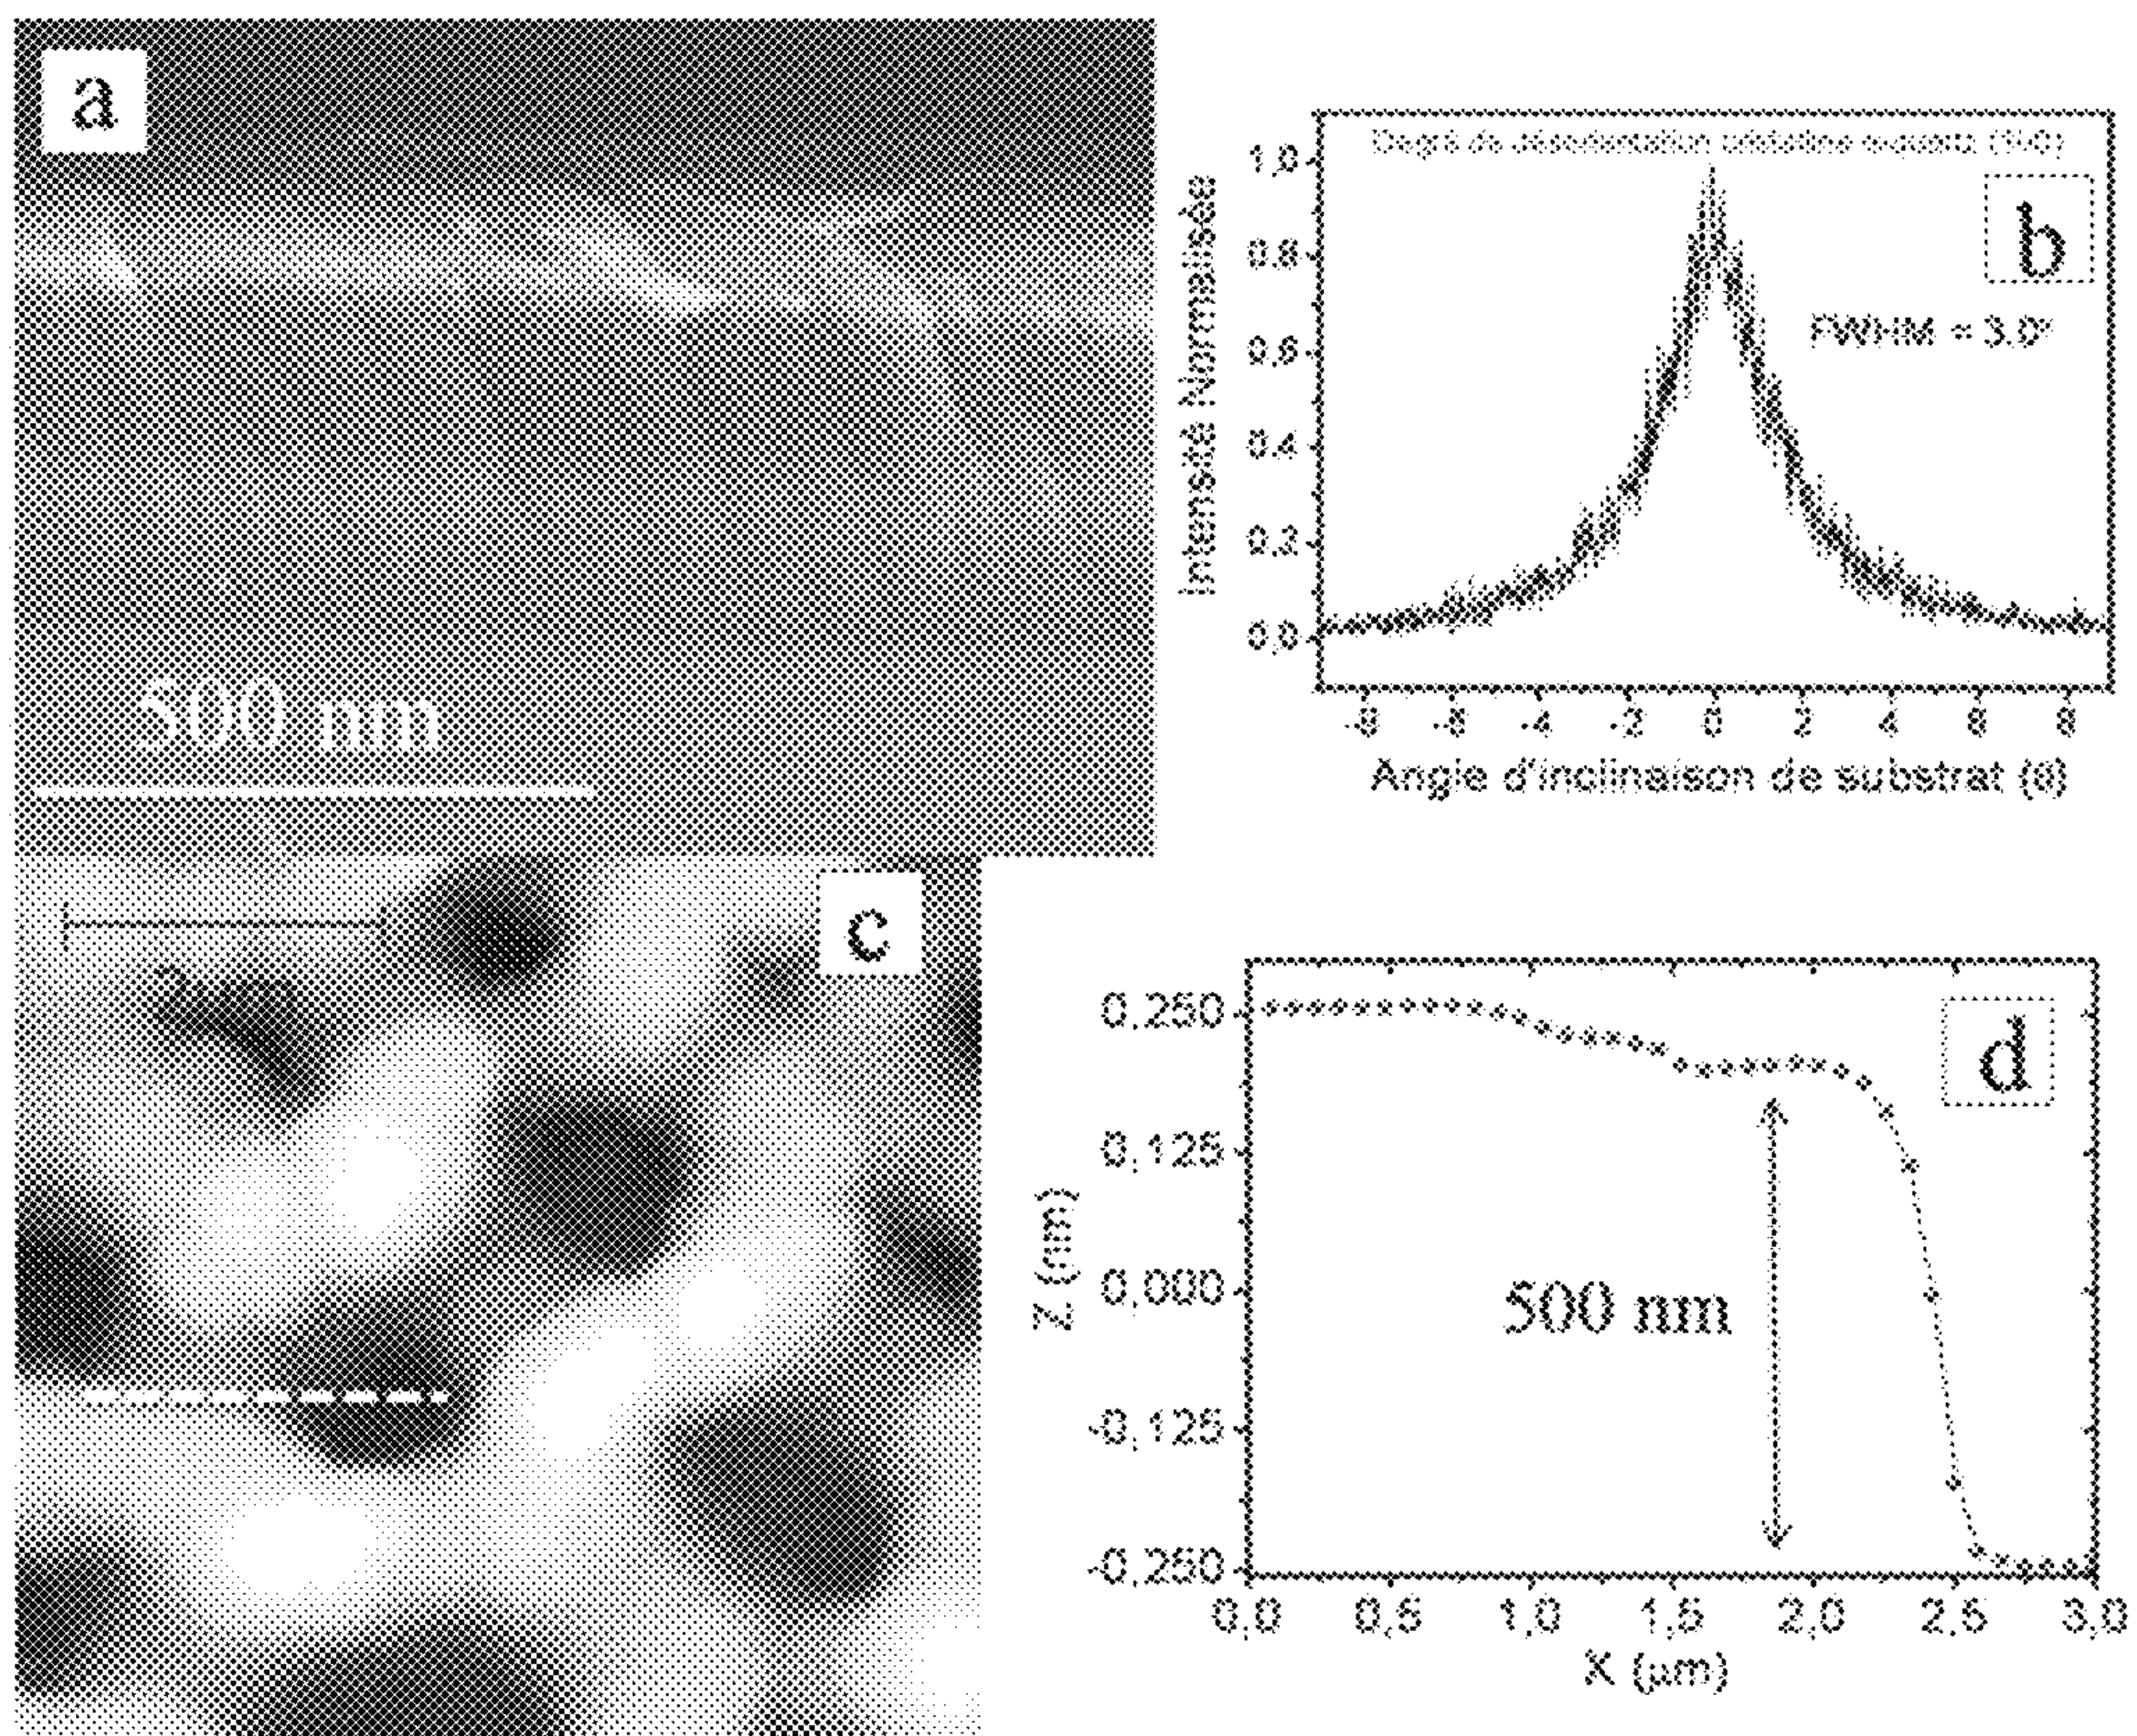 a
500 nm
b
1,0
0,8
0,6
0,4
0,2
0,0
Intensité Normalisée
FWHM = 3.0°
-4
-2
0
2
4
8
Angle d'inclinaison de substrat (θ)
c
d
0,250
0,125
0,000
-0,125
-0,250
Z (nm)
500 nm
0,0 0,5 1,0 1,5 2,0 2,5 3,0
X (µm)